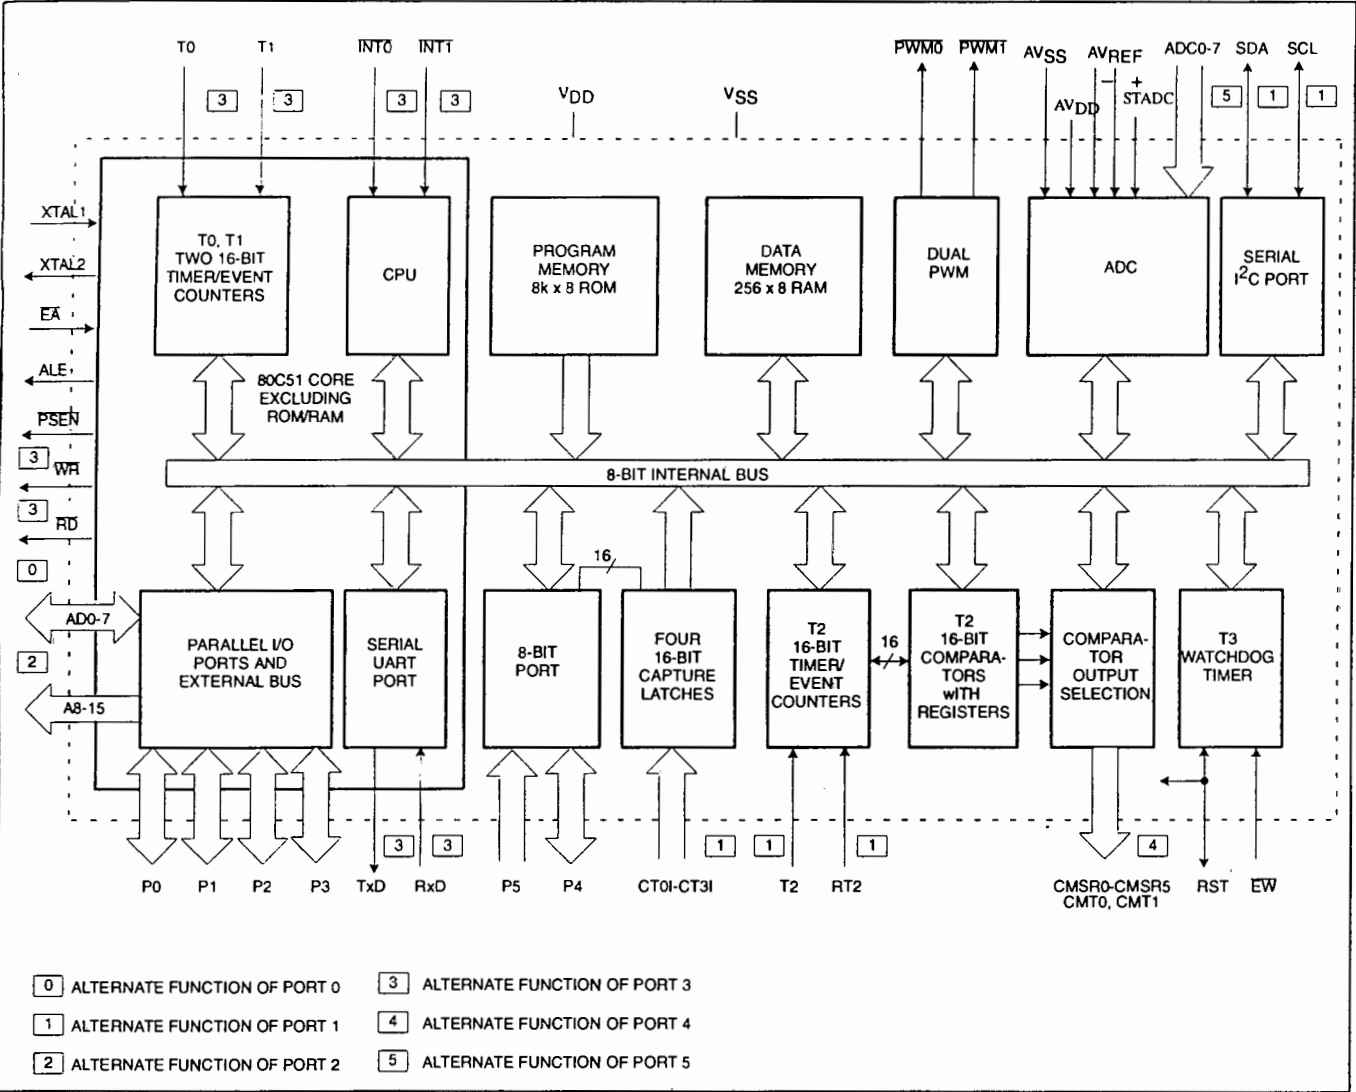 T0
T1
INT0
INT1
PWM0
PWM1
AVSS
AVREF
ADC0-7
SDA
SCL
3
3
3
3
VDD
VSS
AVDD
- +
STADC
5
1
1
XTAL1
XTAL2
EA
ALE
PSEN
3
WR
3
RD
0
AD0-7
2
A8-15
T0, T1
TWO 16-BIT
TIMER/EVENT
COUNTERS
CPU
PROGRAM
MEMORY
8k x 8 ROM
DATA
MEMORY
256 x 8 RAM
DUAL
PWM
ADC
SERIAL
I2C PORT
80C51 CORE
EXCLUDING
ROM/RAM
8-BIT INTERNAL BUS
PARALLEL I/O
PORTS AND
EXTERNAL BUS
SERIAL
UART
PORT
8-BIT
PORT
16
FOUR
16-BIT
CAPTURE
LATCHES
T2
16-BIT
TIMER/
EVENT
COUNTERS
16
T2
16-BIT
COMPARA-
TORS
with
REGISTERS
COMPARA-
TOR
OUTPUT
SELECTION
T3
WATCHDOG
TIMER
3
3
1
1
1
4
P0
P1
P2
P3
TxD
RxD
P5
P4
CT0I-CT3I
T2
RT2
CMSR0-CMSR5
CMT0, CMT1
RST
EW
0 ALTERNATE FUNCTION OF PORT 0
1 ALTERNATE FUNCTION OF PORT 1
2 ALTERNATE FUNCTION OF PORT 2
3 ALTERNATE FUNCTION OF PORT 3
4 ALTERNATE FUNCTION OF PORT 4
5 ALTERNATE FUNCTION OF PORT 5